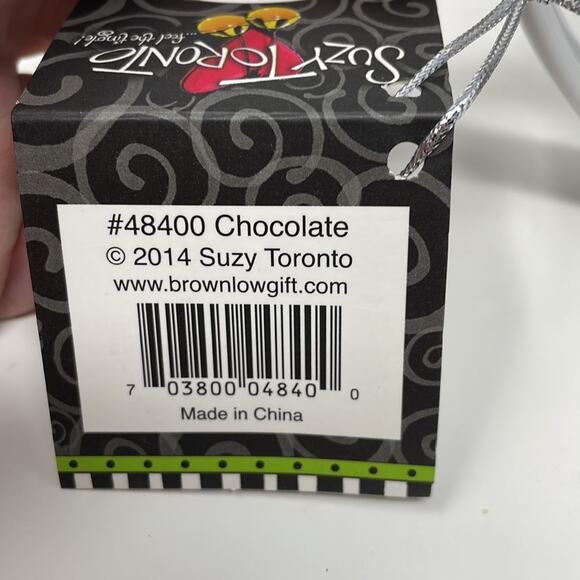 SUZY TORONTO
...feel the tingle!
#48400 Chocolate
© 2014 Suzy Toronto
www.brownlowgift.com
7 03800 04840 0
Made in China